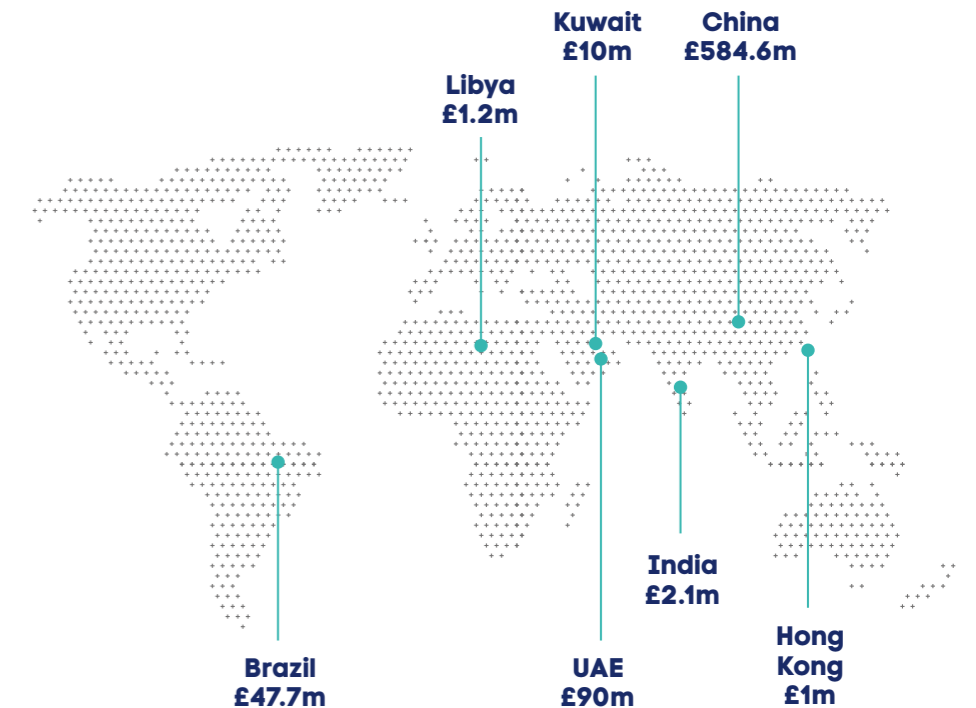 Kuwait
£10m
China
£584.6m
Libya
£1.2m
India
£2.1m
Hong
Kong
£1m
Brazil
£47.7m
UAE
£90m